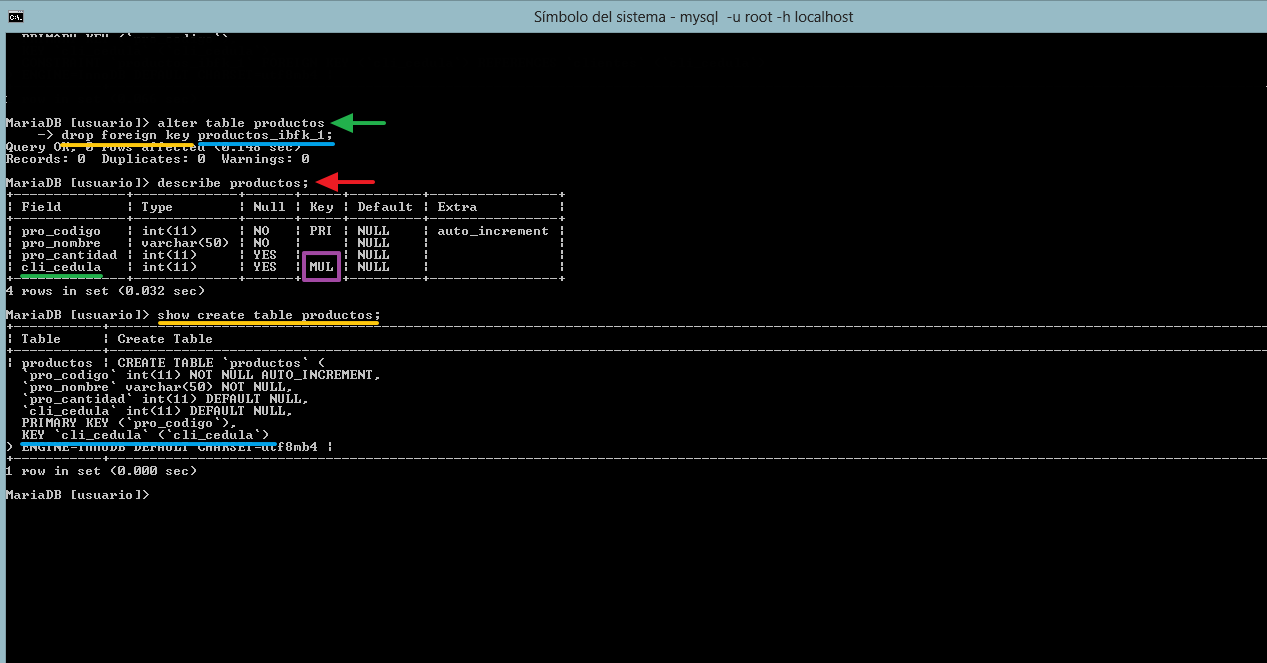 Símbolo del sistema - mysql -u root -h localhost
MariaDB [usuario]> alter table productos
-> drop foreign key productos_ibfk_1;
Query OK, 0 rows affected (0.148 sec)
Records: 0 Duplicates: 0 Warnings: 0
MariaDB [usuario]> describe productos;
| Field | Type | Null | Key | Default | Extra |
| pro_codigo | int(11) | NO | PRI | NULL | auto_increment |
| pro_nombre | varchar(50) | NO | | NULL | |
| pro_cantidad | int(11) | YES | | NULL | |
| cli_cedula | int(11) | YES | MUL | NULL | |
4 rows in set (0.032 sec)
MariaDB [usuario]> show create table productos;
| Table | Create Table
| productos | CREATE TABLE `productos` (
`pro_codigo` int(11) NOT NULL AUTO_INCREMENT,
`pro_nombre` varchar(50) NOT NULL,
`pro_cantidad` int(11) DEFAULT NULL,
`cli_cedula` int(11) DEFAULT NULL,
PRIMARY KEY (`pro_codigo`),
KEY `cli_cedula` (`cli_cedula`)
) ENGINE=InnoDB DEFAULT CHARSET=utf8mb4 |
1 row in set (0.000 sec)
MariaDB [usuario]>